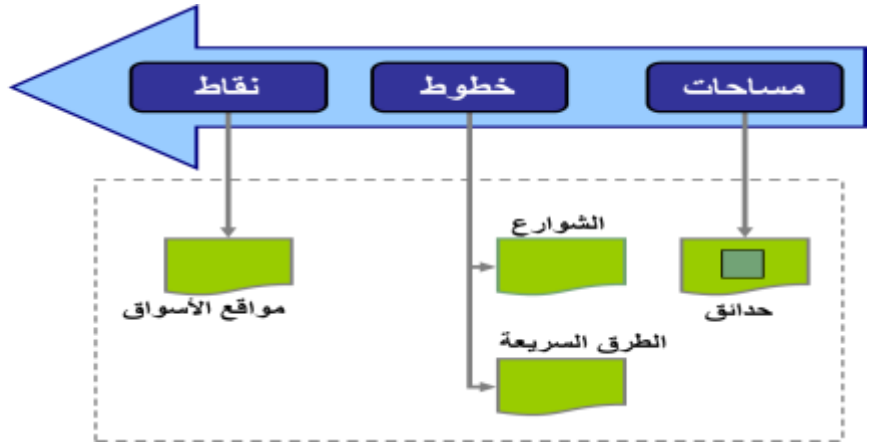 مساحات
خطوط
نقاط
الشوارع
حدائق
مواقع الأسواق
الطرق السريعة